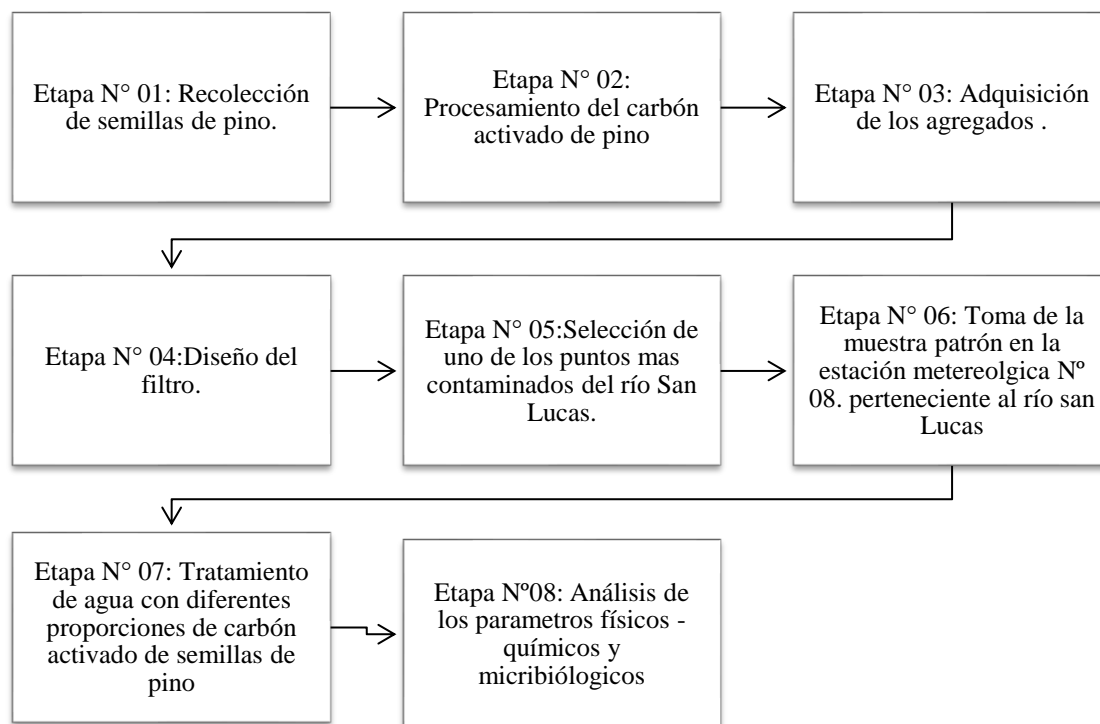 Etapa N° 01: Recolección
de semillas de pino.
Etapa N° 02:
Procesamiento del carbón
activado de pino
Etapa N° 03: Adquisición
de los agregados .
Etapa N° 04:Diseño del
filtro.
Etapa N° 05:Selección de
uno de los puntos mas
contaminados del río San
Lucas.
Etapa N° 06: Toma de la
muestra patrón en la
estación metereolgica Nº
08. perteneciente al río san
Lucas
Etapa N° 07: Tratamiento
de agua con diferentes
proporciones de carbón
activado de semillas de
pino
Etapa Nº08: Análisis de
los parametros físicos -
químicos y
micribiólogicos